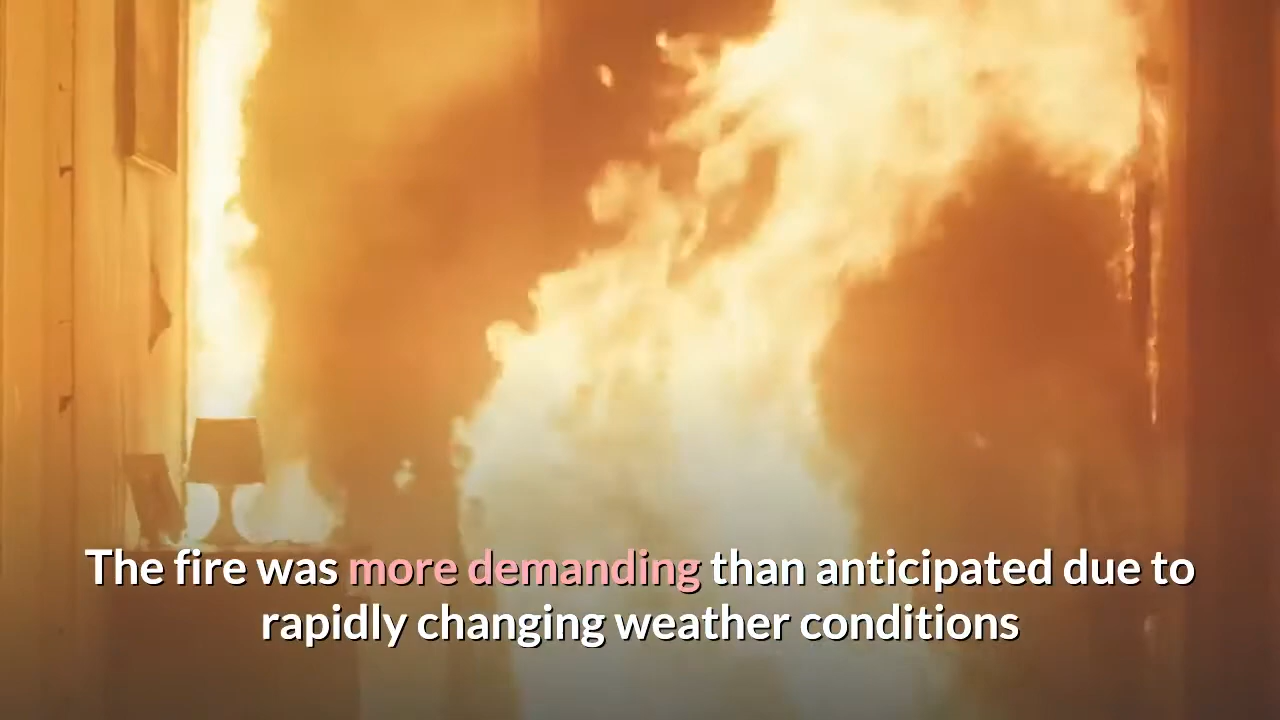 The fire was more demanding than anticipated due to
rapidly changing weather conditions